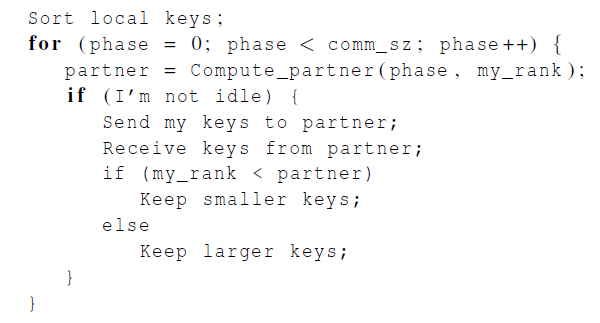 Sort local keys;
for (phase = 0; phase < comm_sz; phase++) {
   partner = Compute_partner(phase, my_rank);
   if (I'm not idle) {
      Send my keys to partner;
      Receive keys from partner;
      if (my_rank < partner)
         Keep smaller keys;
      else
         Keep larger keys;
   }
}